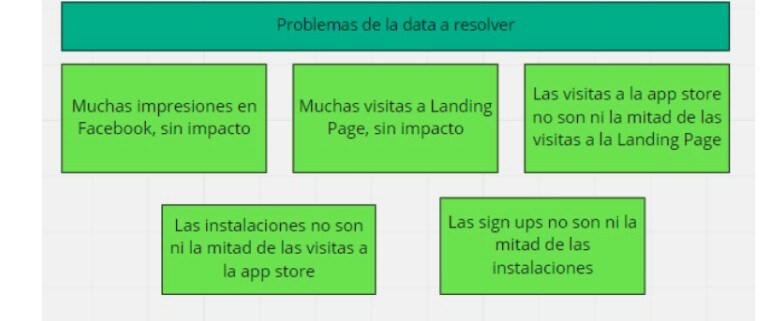 Problemas de la data a resolver
Muchas impresiones en
Facebook, sin impacto
Muchas visitas a Landing
Page, sin impacto
Las visitas a la app store
no son ni la mitad de las
visitas a la Landing Page
Las instalaciones no son
ni la mitad de las visitas a
la app store
Las sign ups no son ni la
mitad de las
instalaciones